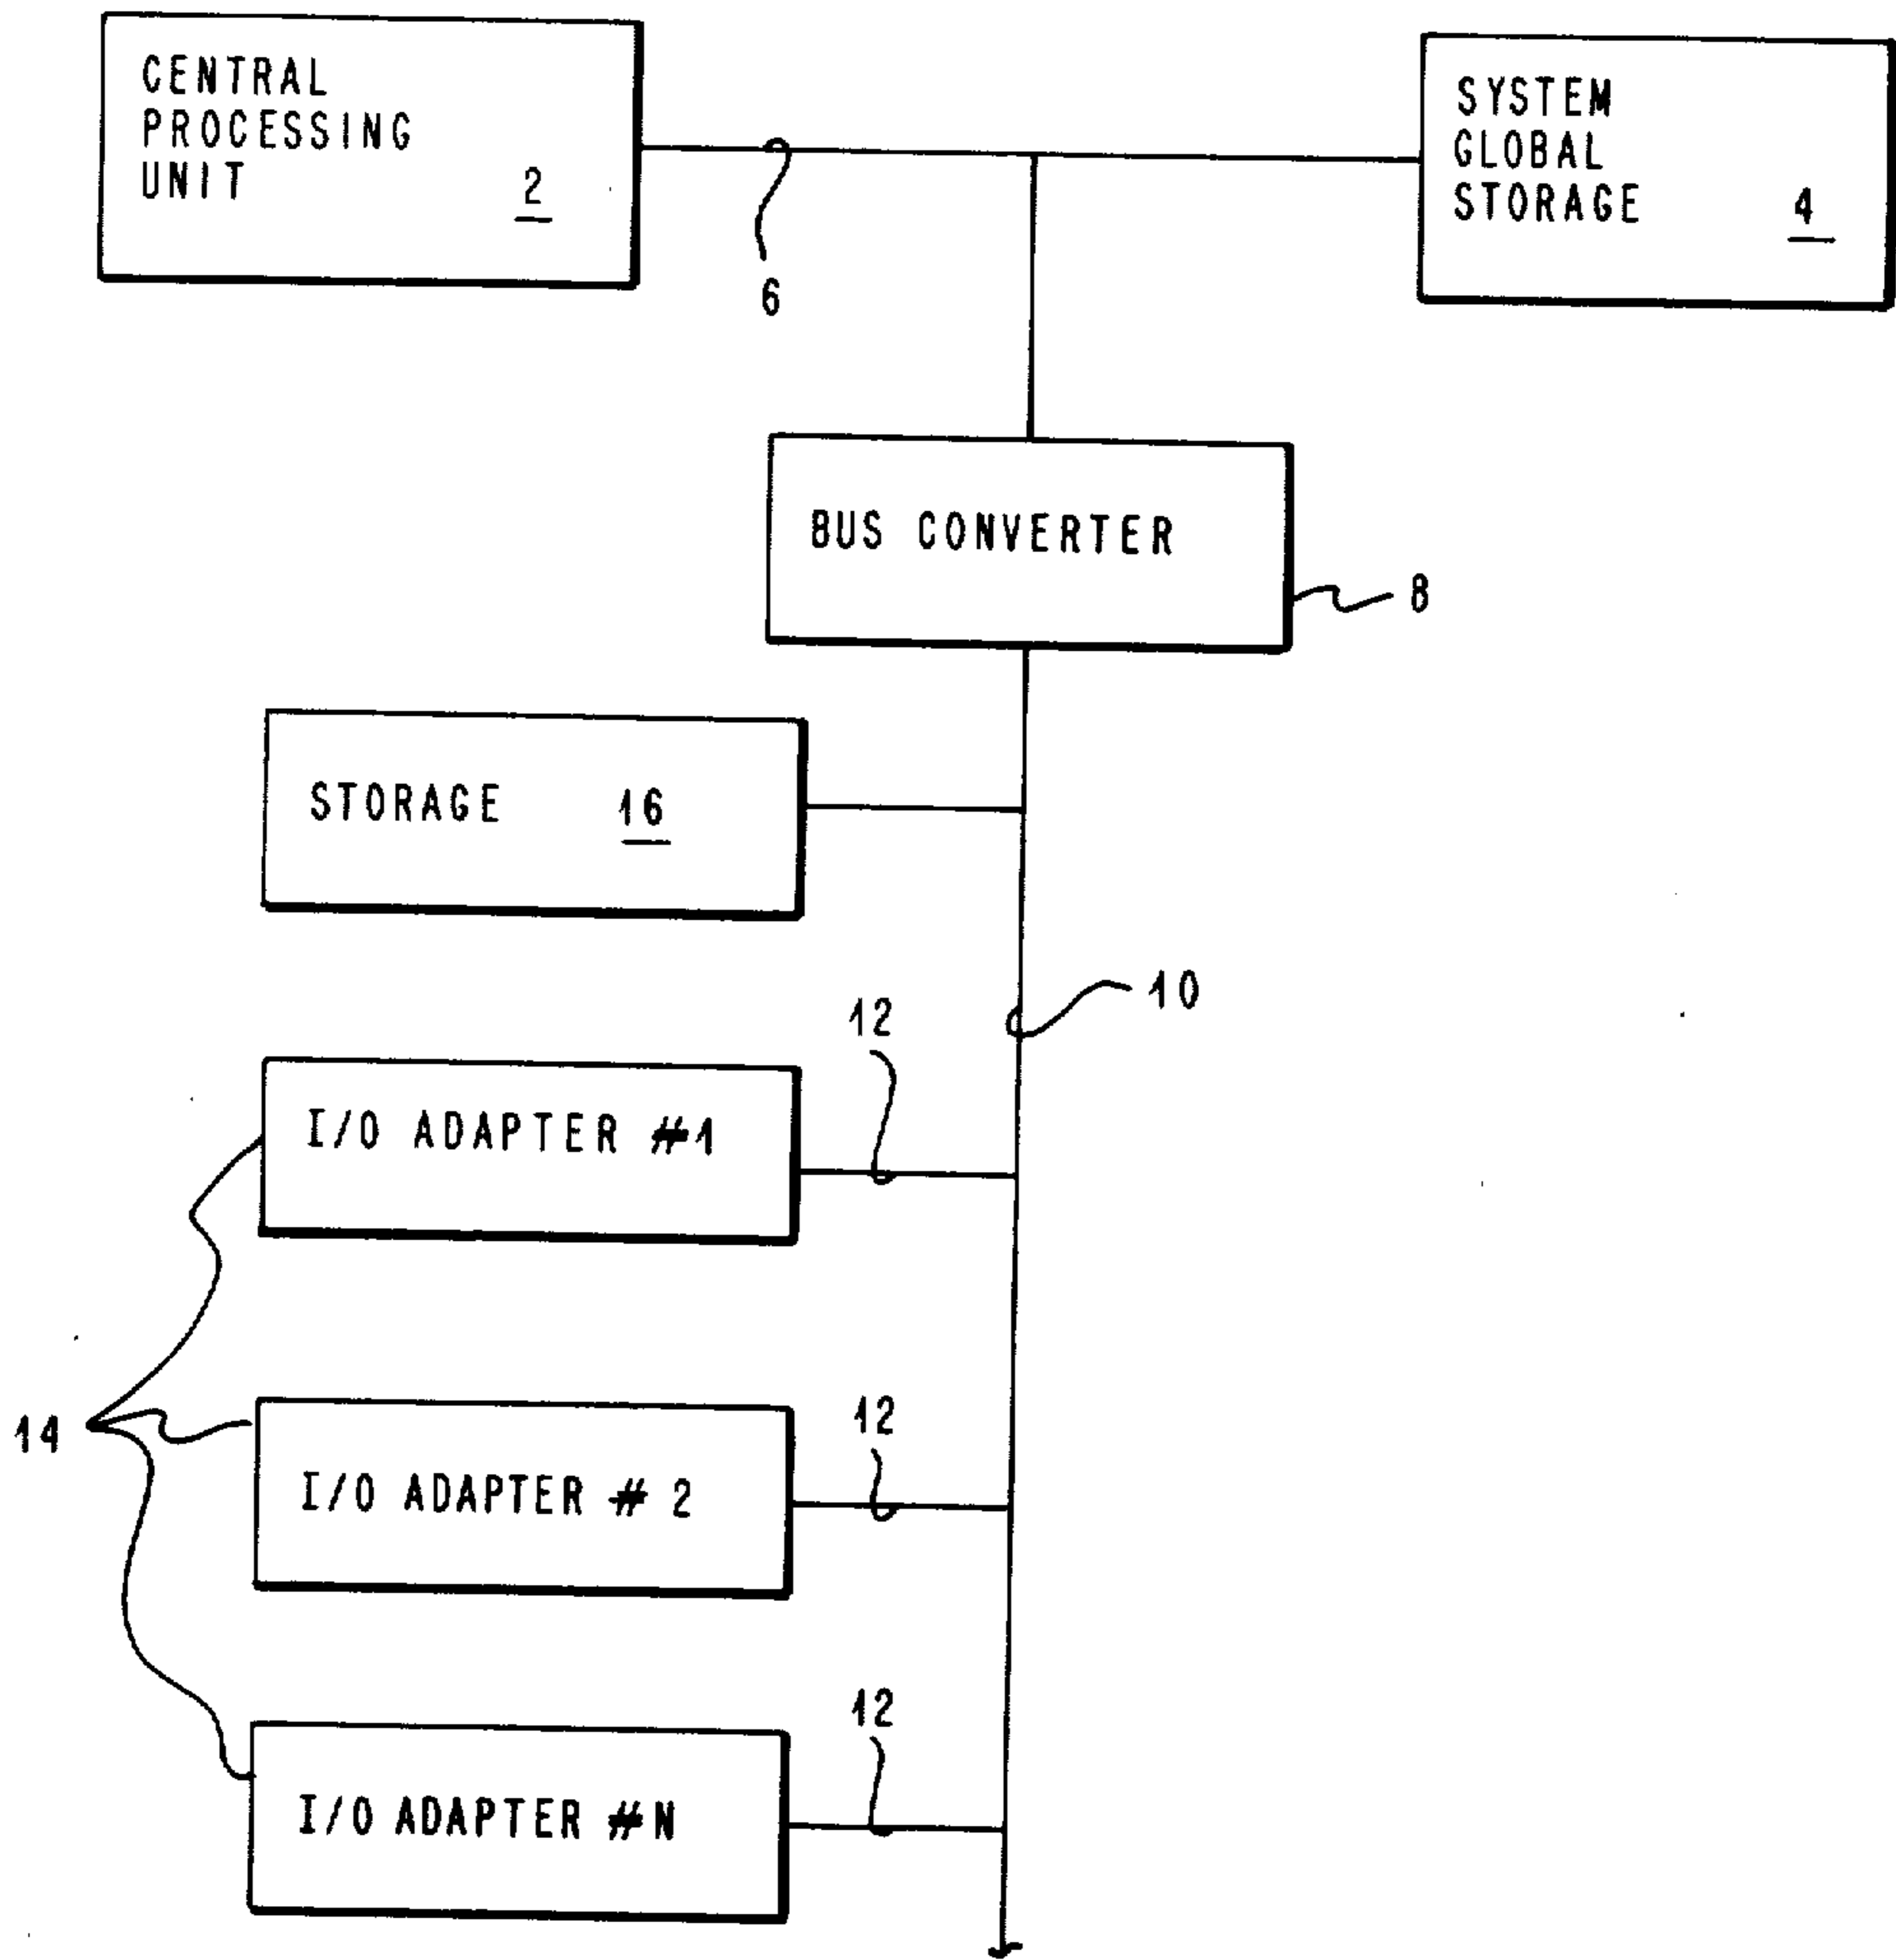 CENTRAL
PROCESSING
UNIT 2
SYSTEM
GLOBAL
STORAGE 4
6
BUS CONVERTER
8
STORAGE 16
10
12
I/O ADAPTER #1
14
12
I/O ADAPTER # 2
12
I/O ADAPTER #N